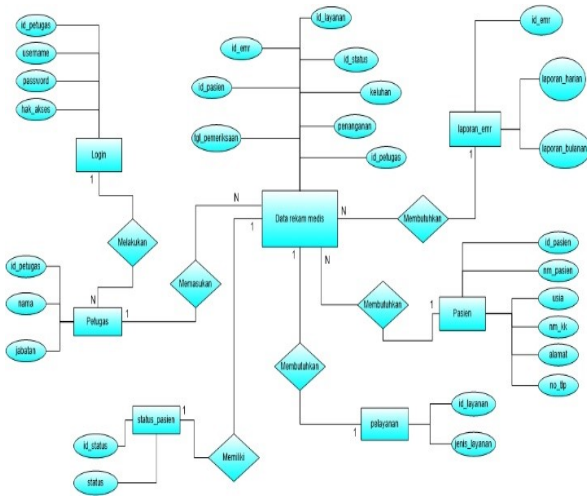 id_petugas
username
password
hak_akses
Login
1
Melakukan
N
id_petugas
nama
jabatan
Petugas
1
Memasukan
N
id_layanan
id_emr
id_status
id_pasien
keluhan
penanganan
tgl_pemeriksaan
id_petugas
Data rekam medis
N
1
1
N
Membutuhkan
1
laporan_emr
id_emr
laporan_harian
laporan_bulanan
Membutuhkan
1
Pasien
id_pasien
nm_pasien
usia
nm_kk
alamat
no_tlp
Membutuhkan
1
palayanan
id_layanan
jenis_layanan
Memiliki
1
status_pasien
id_status
status